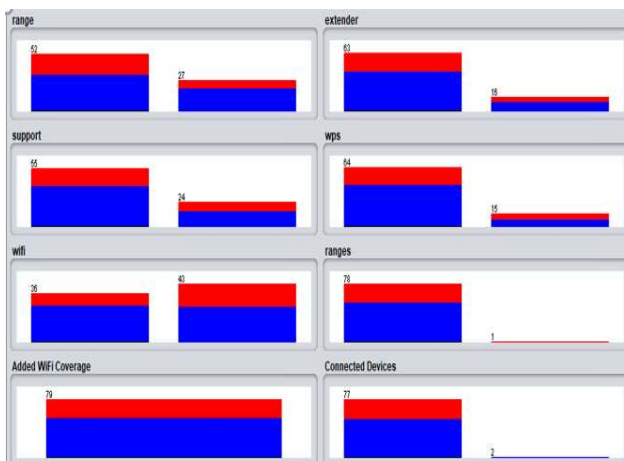 range extender
52 27 63 16
support wps
55 24 64 15
wifi ranges
36 43 78 1
Added WiFi Coverage Connected Devices
79 77 2